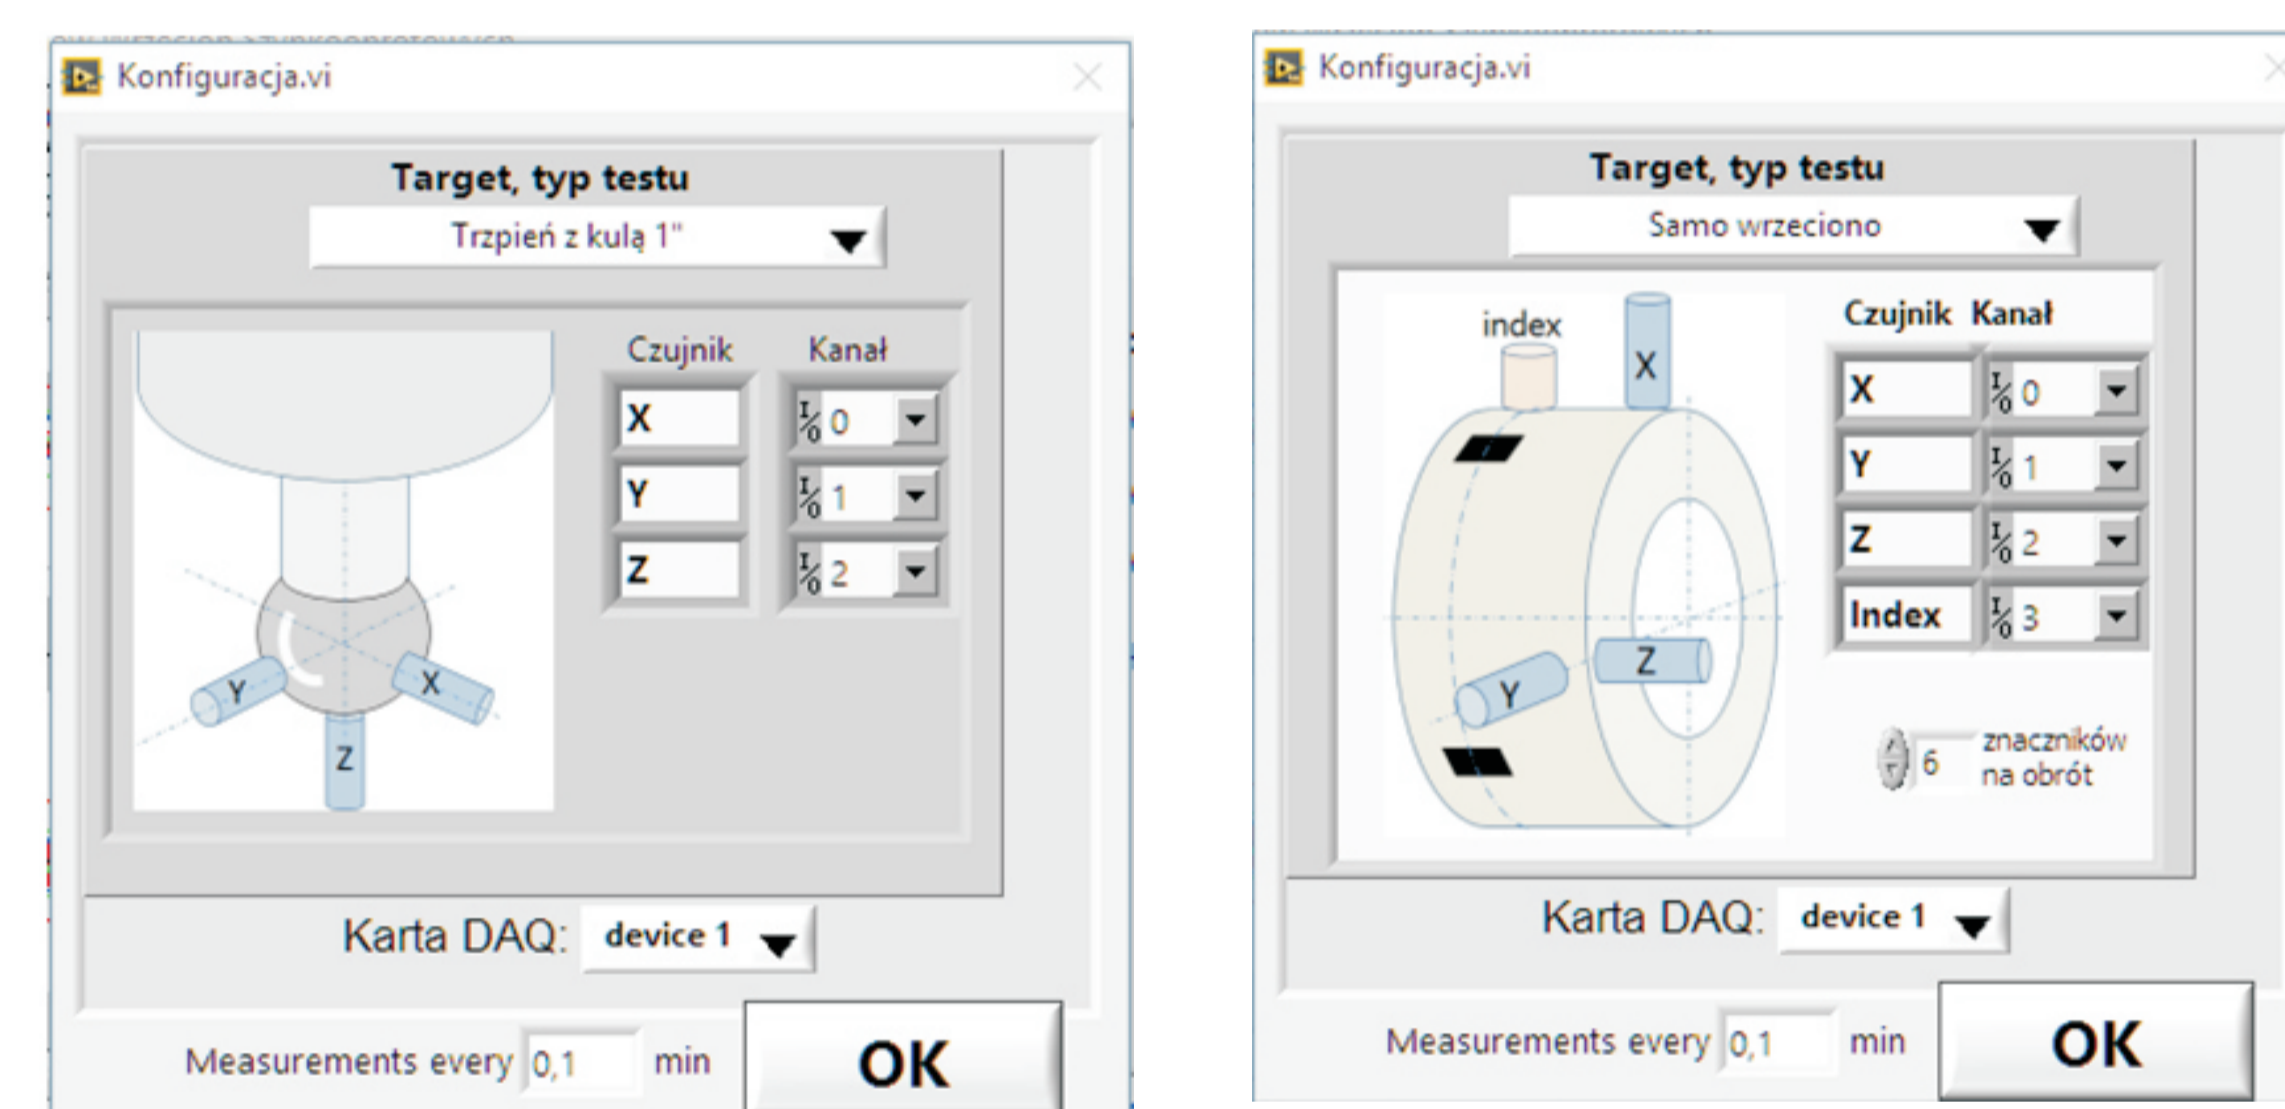 Konfiguracja.vi
Target, typ testu
Trzpień z kulą 1"
Czujnik Kanał
X I/O 0
Y I/O 1
Z I/O 2
Y
X
Z
Karta DAQ: device 1
Measurements every 0,1 min
OK
Konfiguracja.vi
Target, typ testu
Samo wrzeciono
index
X
Y
Z
Czujnik Kanał
X I/O 0
Y I/O 1
Z I/O 2
Index I/O 3
6 znaczników
na obrót
Karta DAQ: device 1
Measurements every 0,1 min
OK